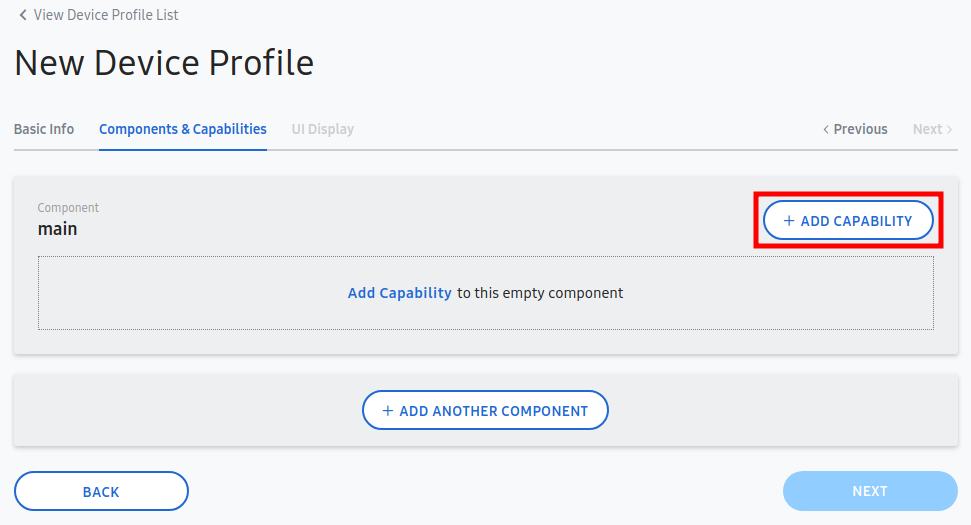 View Device Profile List
New Device Profile
Basic Info Components & Capabilities UI Display Previous Next
Component
main
+ ADD CAPABILITY
Add Capability to this empty component
+ ADD ANOTHER COMPONENT
BACK
NEXT